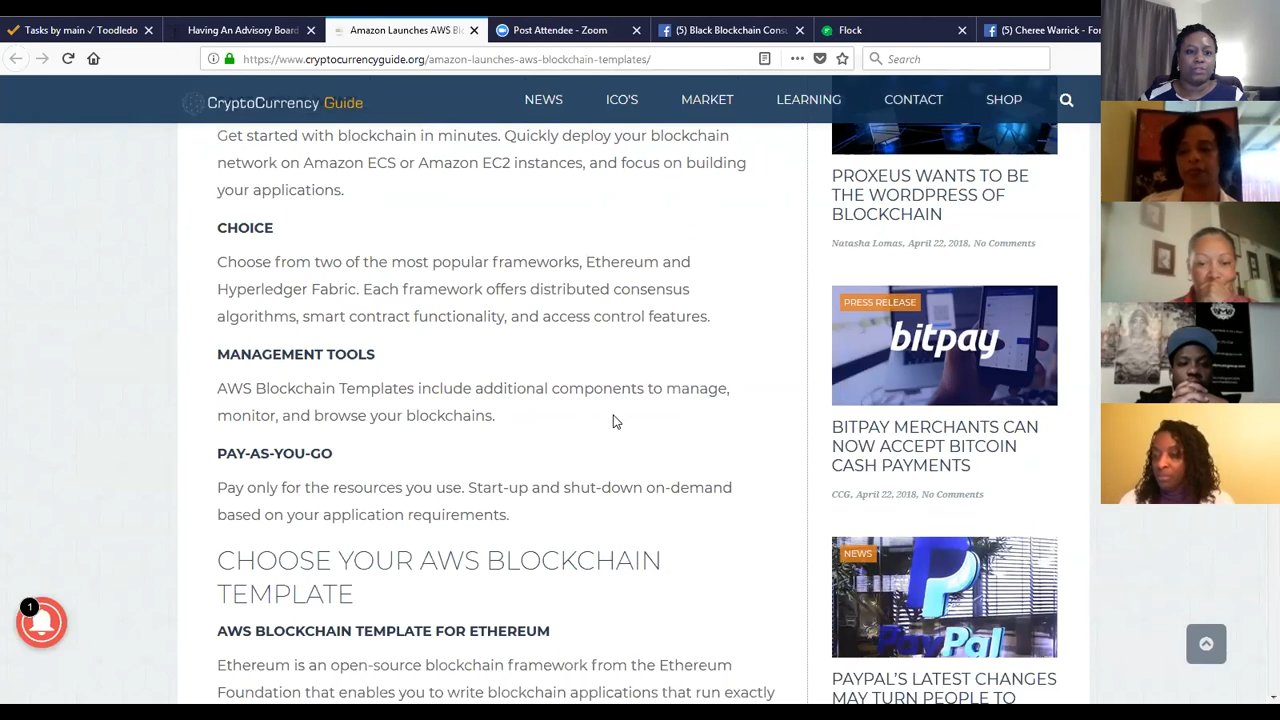 Tasks by main ✓ Toodledo
Having An Advisory Board
Amazon Launches AWS Bl
Post Attendee - Zoom
(5) Black Blockchain Consu
Flock
(5) Cheree Warrick - For
https://www.cryptocurrencyguide.org/amazon-launches-aws-blockchain-templates/
Search
CryptoCurrency Guide
NEWS
ICO'S
MARKET
LEARNING
CONTACT
SHOP
Get started with blockchain in minutes. Quickly deploy your blockchain
network on Amazon ECS or Amazon EC2 instances, and focus on building
your applications.
CHOICE
Choose from two of the most popular frameworks, Ethereum and
Hyperledger Fabric. Each framework offers distributed consensus
algorithms, smart contract functionality, and access control features.
MANAGEMENT TOOLS
AWS Blockchain Templates include additional components to manage,
monitor, and browse your blockchains.
PAY-AS-YOU-GO
Pay only for the resources you use. Start-up and shut-down on-demand
based on your application requirements.
CHOOSE YOUR AWS BLOCKCHAIN
TEMPLATE
AWS BLOCKCHAIN TEMPLATE FOR ETHEREUM
Ethereum is an open-source blockchain framework from the Ethereum
Foundation that enables you to write blockchain applications that run exactly
PROXEUS WANTS TO BE
THE WORDPRESS OF
BLOCKCHAIN
Natasha Lomas, April 22, 2018, No Comments
PRESS RELEASE
bitpay
BITPAY MERCHANTS CAN
NOW ACCEPT BITCOIN
CASH PAYMENTS
CCG, April 22, 2018, No Comments
NEWS
PayPal
PAYPAL'S LATEST CHANGES
MAY TURN PEOPLE TO
1